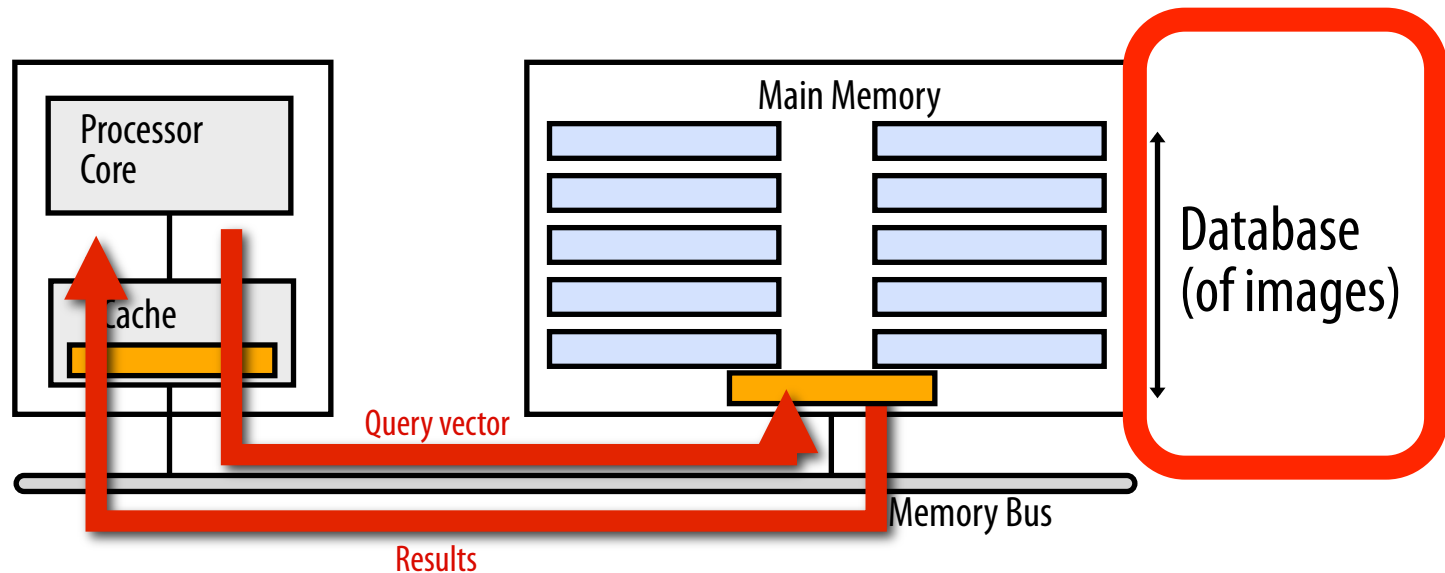 Main Memory
Processor
Core
Database
(of images)
Cache
Query vector
Memory Bus
Results